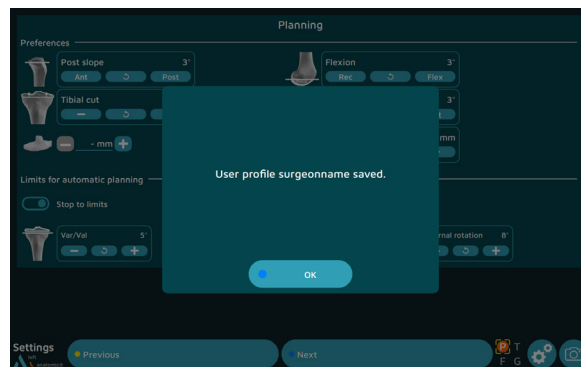 Planning
Preferences
Post slope 3°
Ant Post
Flexion 3°
Rec Flex
Tibial cut
3°
- mm
mm
User profile surgeonname saved.
Limits for automatic planning
Stop to limits
Var/Val 5°
rnal rotation 8°
OK
Settings
left
Previous
Next
P T
F G